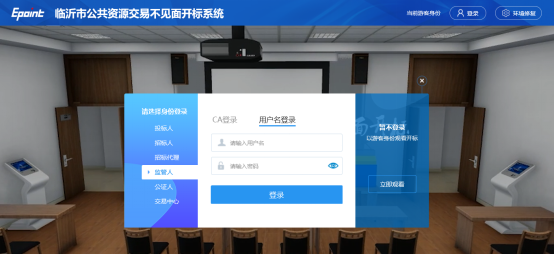 Epoint 临沂市公共资源交易不见面开标系统
当前游客身份 登录 环境修复
请选择身份登录
投标人
招标人
招标代理
监管人
公证人
交易中心
CA登录 用户名登录
请输入用户名
请输入密码
登录
暂不登录,
以游客身份观看开标
立即观看